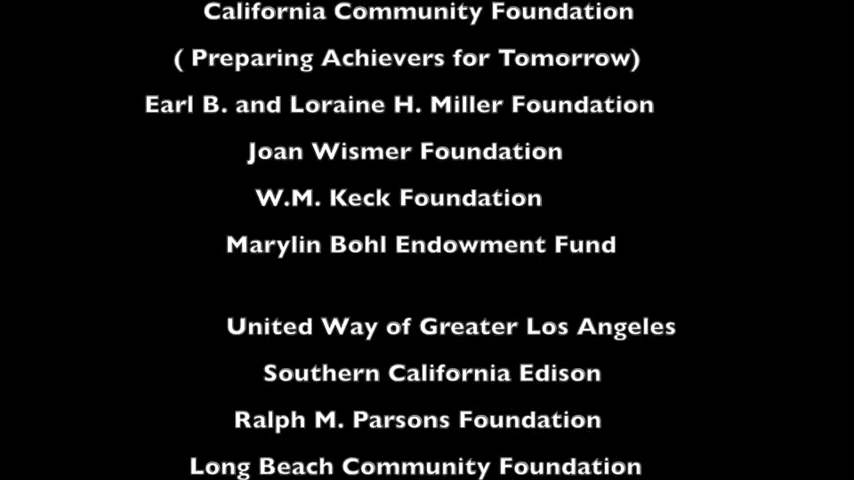 California Community Foundation
( Preparing Achievers for Tomorrow)
Earl B. and Loraine H. Miller Foundation
Joan Wismer Foundation
W.M. Keck Foundation
Marylin Bohl Endowment Fund
United Way of Greater Los Angeles
Southern California Edison
Ralph M. Parsons Foundation
Long Beach Community Foundation